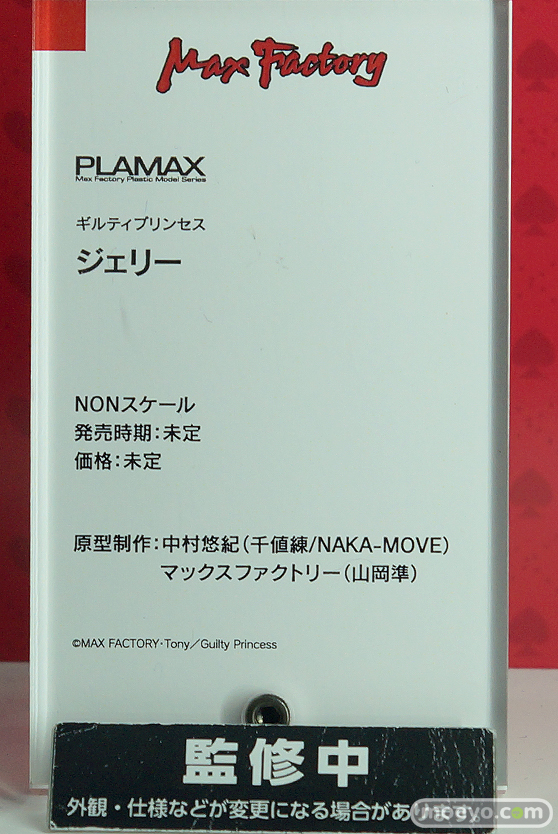 Max Factory
PLAMAX
Max Factory Plastic Model Series
ギルティプリンセス
ジェリー
NONスケール
発売時期：未定
価格：未定
原型制作：中村悠紀（千値練/NAKA-MOVE）
マックスファクトリー（山岡準）
©MAX FACTORY・Tony／Guilty Princess
監修中
外観・仕様などが変更になる場合があ
moeyo.com